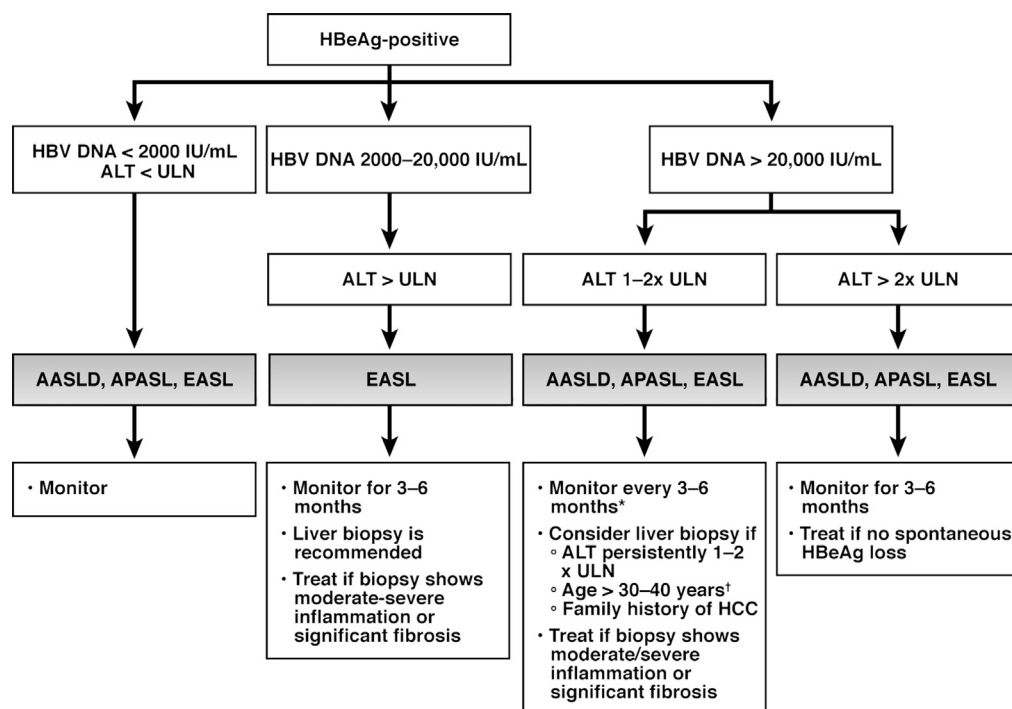 HBeAg-positive
HBV DNA < 2000 IU/mL
ALT < ULN
HBV DNA 2000–20,000 IU/mL
HBV DNA > 20,000 IU/mL
ALT > ULN
ALT 1–2x ULN
ALT > 2x ULN
AASLD, APASL, EASL
EASL
AASLD, APASL, EASL
AASLD, APASL, EASL
· Monitor
· Monitor for 3–6
months
· Liver biopsy is
recommended
· Treat if biopsy shows
moderate-severe
inflammation or
significant fibrosis
· Monitor every 3–6
months*
· Consider liver biopsy if
° ALT persistently 1–2
x ULN
° Age > 30–40 years†
° Family history of HCC
· Treat if biopsy shows
moderate/severe
inflammation or
significant fibrosis
· Monitor for 3–6
months
· Treat if no spontaneous
HBeAg loss